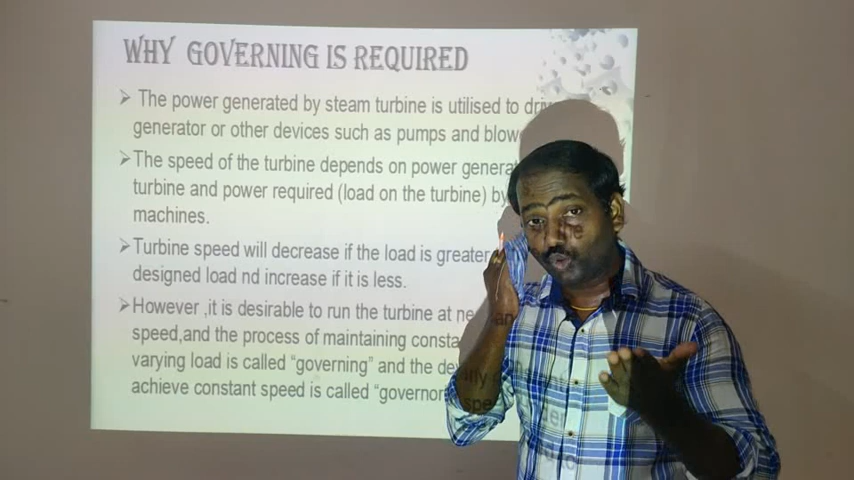 WHY GOVERNING IS REQUIRED
The power generated by steam turbine is utilised to
generator or other devices such as pumps and
The speed of the turbine depends on power
turbine and power required (load on the turbine) by
machines.
Turbine speed will decrease if the load is greater
designed load nd increase if it is less.
However ,it is desirable to run the turbine at
speed,and the process of maintaining
varying load is called “governing” and the
achieve constant speed is called “governor